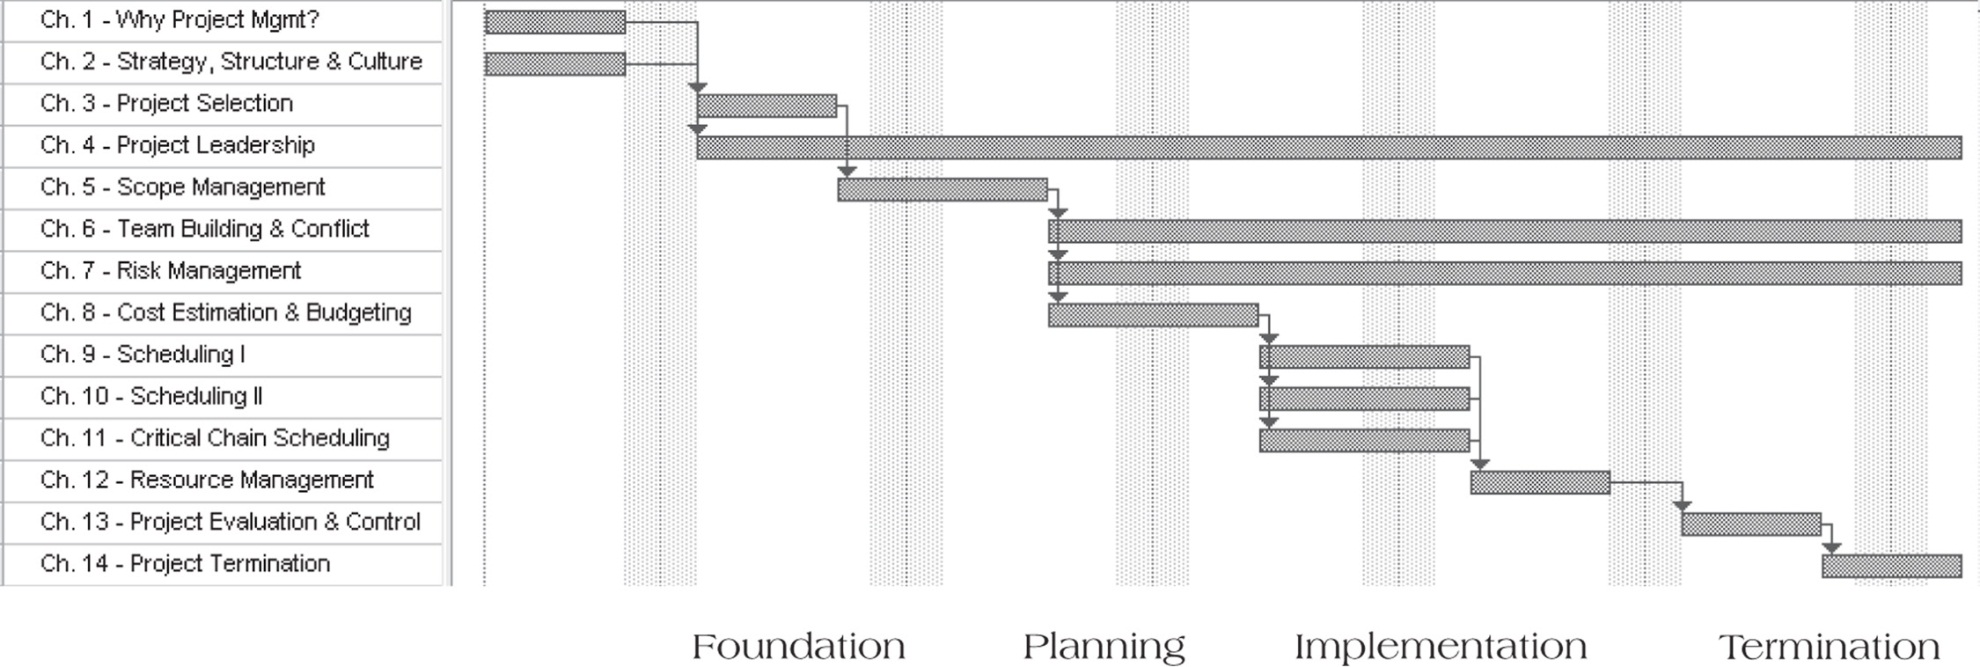 Ch. 1 - Why Project Mgmt?
Ch. 2 - Strategy, Structure & Culture
Ch. 3 - Project Selection
Ch. 4 - Project Leadership
Ch. 5 - Scope Management
Ch. 6 - Team Building & Conflict
Ch. 7 - Risk Management
Ch. 8 - Cost Estimation & Budgeting
Ch. 9 - Scheduling I
Ch. 10 - Scheduling II
Ch. 11 - Critical Chain Scheduling
Ch. 12 - Resource Management
Ch. 13 - Project Evaluation & Control
Ch. 14 - Project Termination
Foundation Planning Implementation Termination